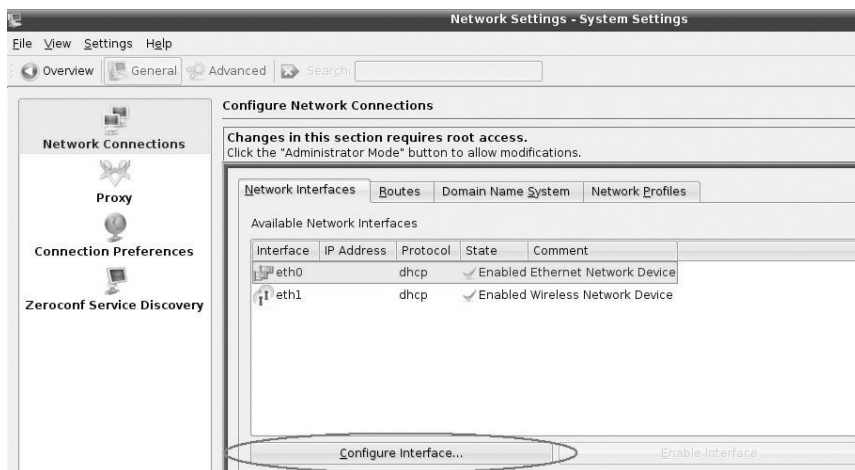 Network Settings - System Settings
File View Settings Help
Overview General Advanced Search:
Network Connections
Proxy
Connection Preferences
Zeroconf Service Discovery
Configure Network Connections
Changes in this section requires root access.
Click the "Administrator Mode" button to allow modifications.
Network Interfaces Routes Domain Name System Network Profiles
Available Network Interfaces
Interface IP Address Protocol State Comment
eth0 dhcp Enabled Ethernet Network Device
eth1 dhcp Enabled Wireless Network Device
Configure Interface... Enable Interface